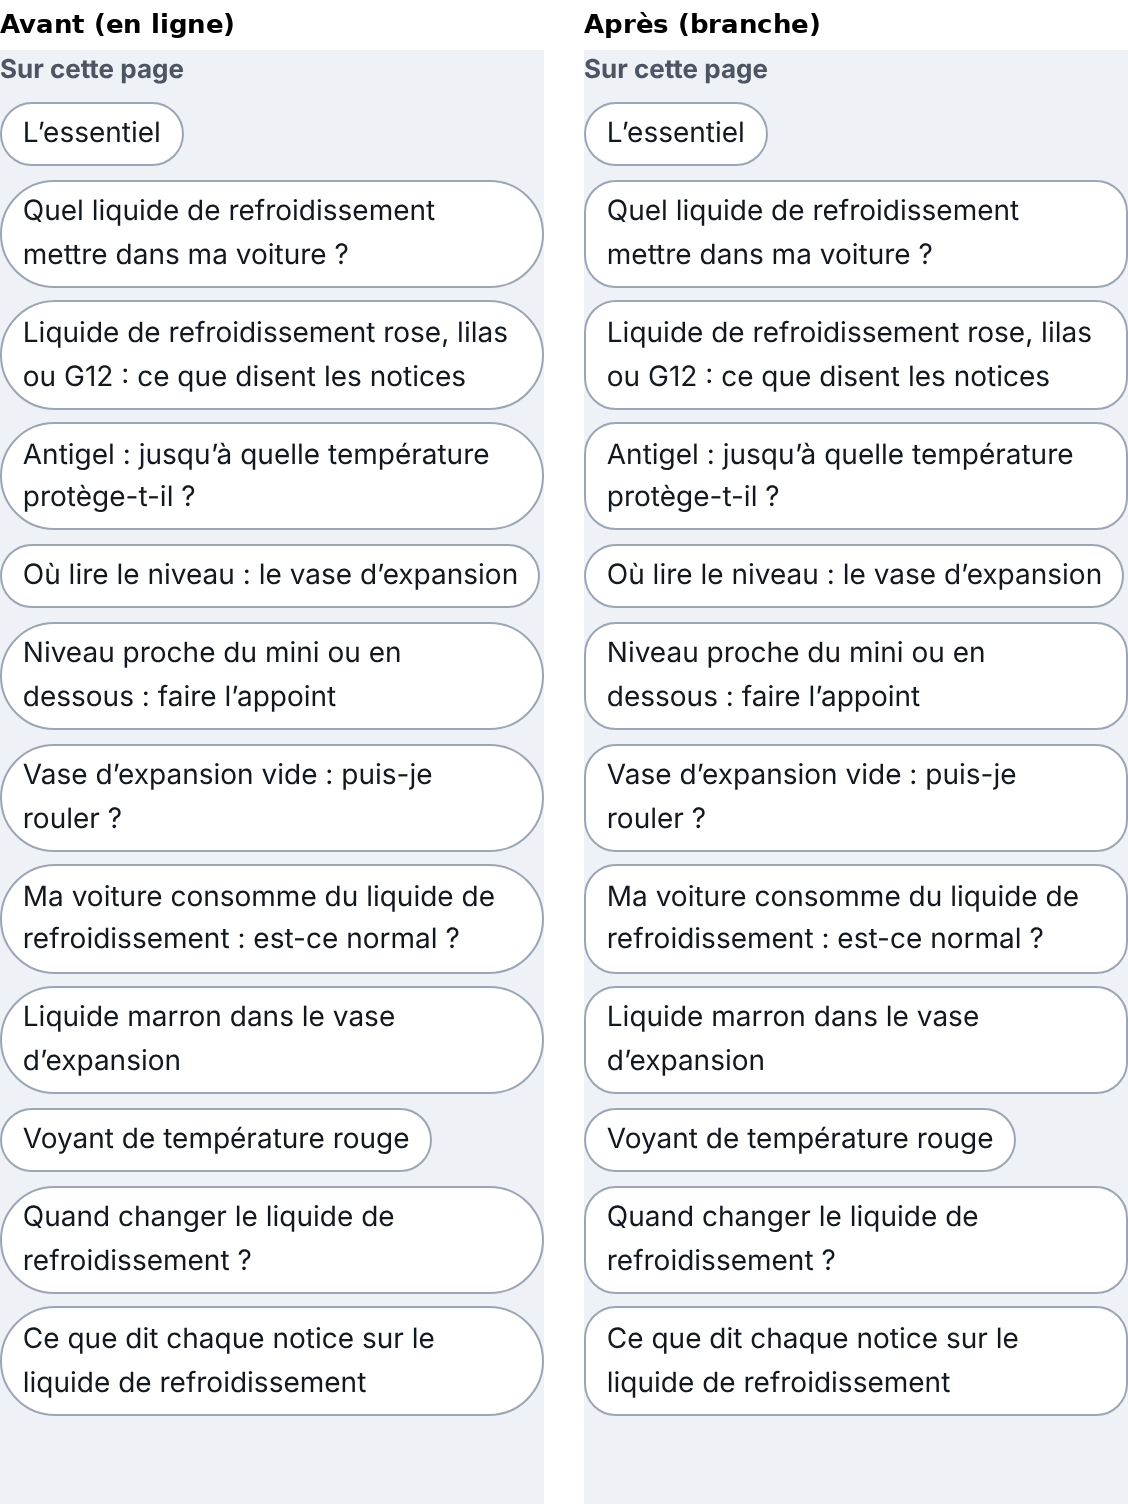 Avant (en ligne)
Sur cette page
L’essentiel
Quel liquide de refroidissement
mettre dans ma voiture ?
Liquide de refroidissement rose, lilas
ou G12 : ce que disent les notices
Antigel : jusqu’à quelle température
protège-t-il ?
Où lire le niveau : le vase d’expansion
Niveau proche du mini ou en
dessous : faire l’appoint
Vase d’expansion vide : puis-je
rouler ?
Ma voiture consomme du liquide de
refroidissement : est-ce normal ?
Liquide marron dans le vase
d’expansion
Voyant de température rouge
Quand changer le liquide de
refroidissement ?
Ce que dit chaque notice sur le
liquide de refroidissement
Après (branche)
Sur cette page
L’essentiel
Quel liquide de refroidissement
mettre dans ma voiture ?
Liquide de refroidissement rose, lilas
ou G12 : ce que disent les notices
Antigel : jusqu’à quelle température
protège-t-il ?
Où lire le niveau : le vase d’expansion
Niveau proche du mini ou en
dessous : faire l’appoint
Vase d’expansion vide : puis-je
rouler ?
Ma voiture consomme du liquide de
refroidissement : est-ce normal ?
Liquide marron dans le vase
d’expansion
Voyant de température rouge
Quand changer le liquide de
refroidissement ?
Ce que dit chaque notice sur le
liquide de refroidissement